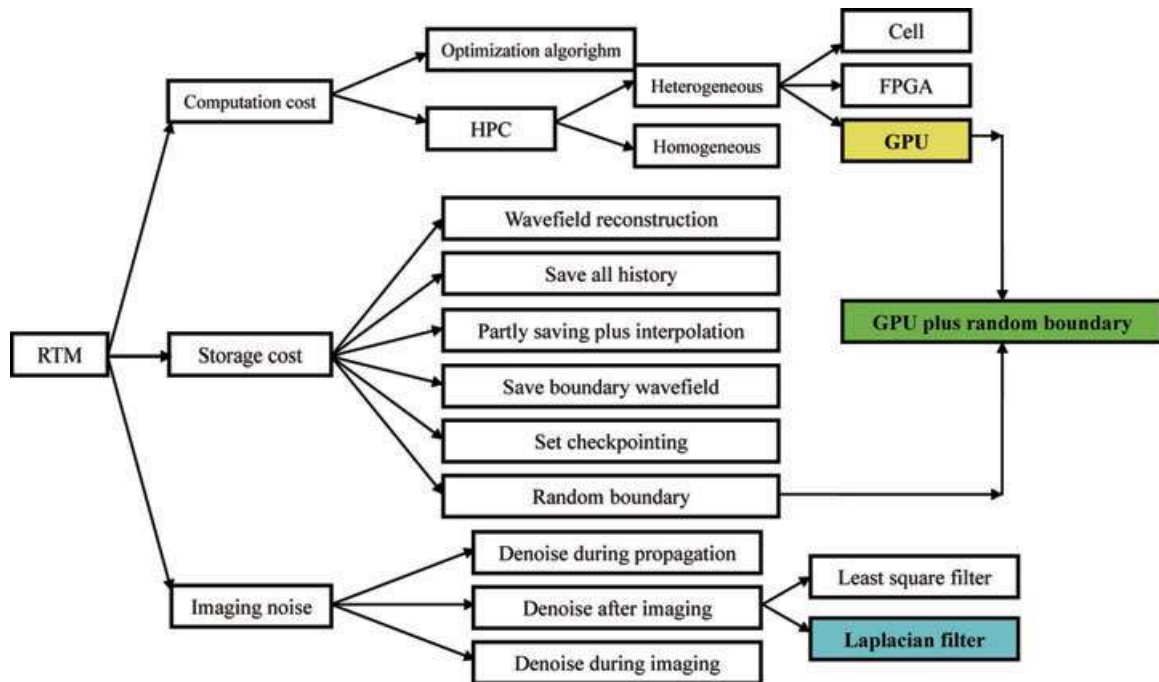 Cell
Optimization algorighm
Heterogeneous
FPGA
Computation cost
HPC
GPU
Homogeneous
Wavefield reconstruction
Save all history
Partly saving plus interpolation
GPU plus random boundary
RTM
Storage cost
Save boundary wavefield
Set checkpointing
Random boundary
Denoise during propagation
Least square filter
Imaging noise
Denoise after imaging
Laplacian filter
Denoise during imaging